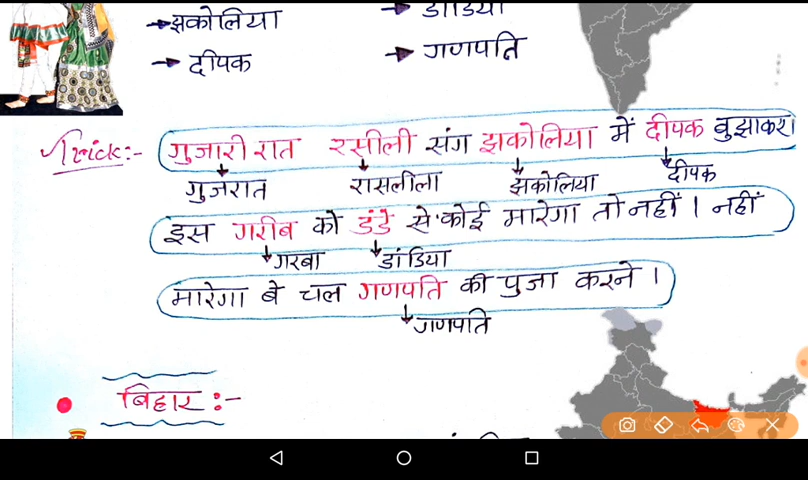 →झकोलिया → डांडिया
→ दीपक → गणपति
Trick:- गुजारी रात रसीली संग झकोलिया में दीपक बुझाकर।
गुजरात रासलीला झकोलिया दीपक
इस गरीब को डंडे से कोई मारेगा तो नहीं । नहीं
गरबा डांडिया
मारेगा बे चल गणपति की पुजा करने ।
गणपति
बिहार:-